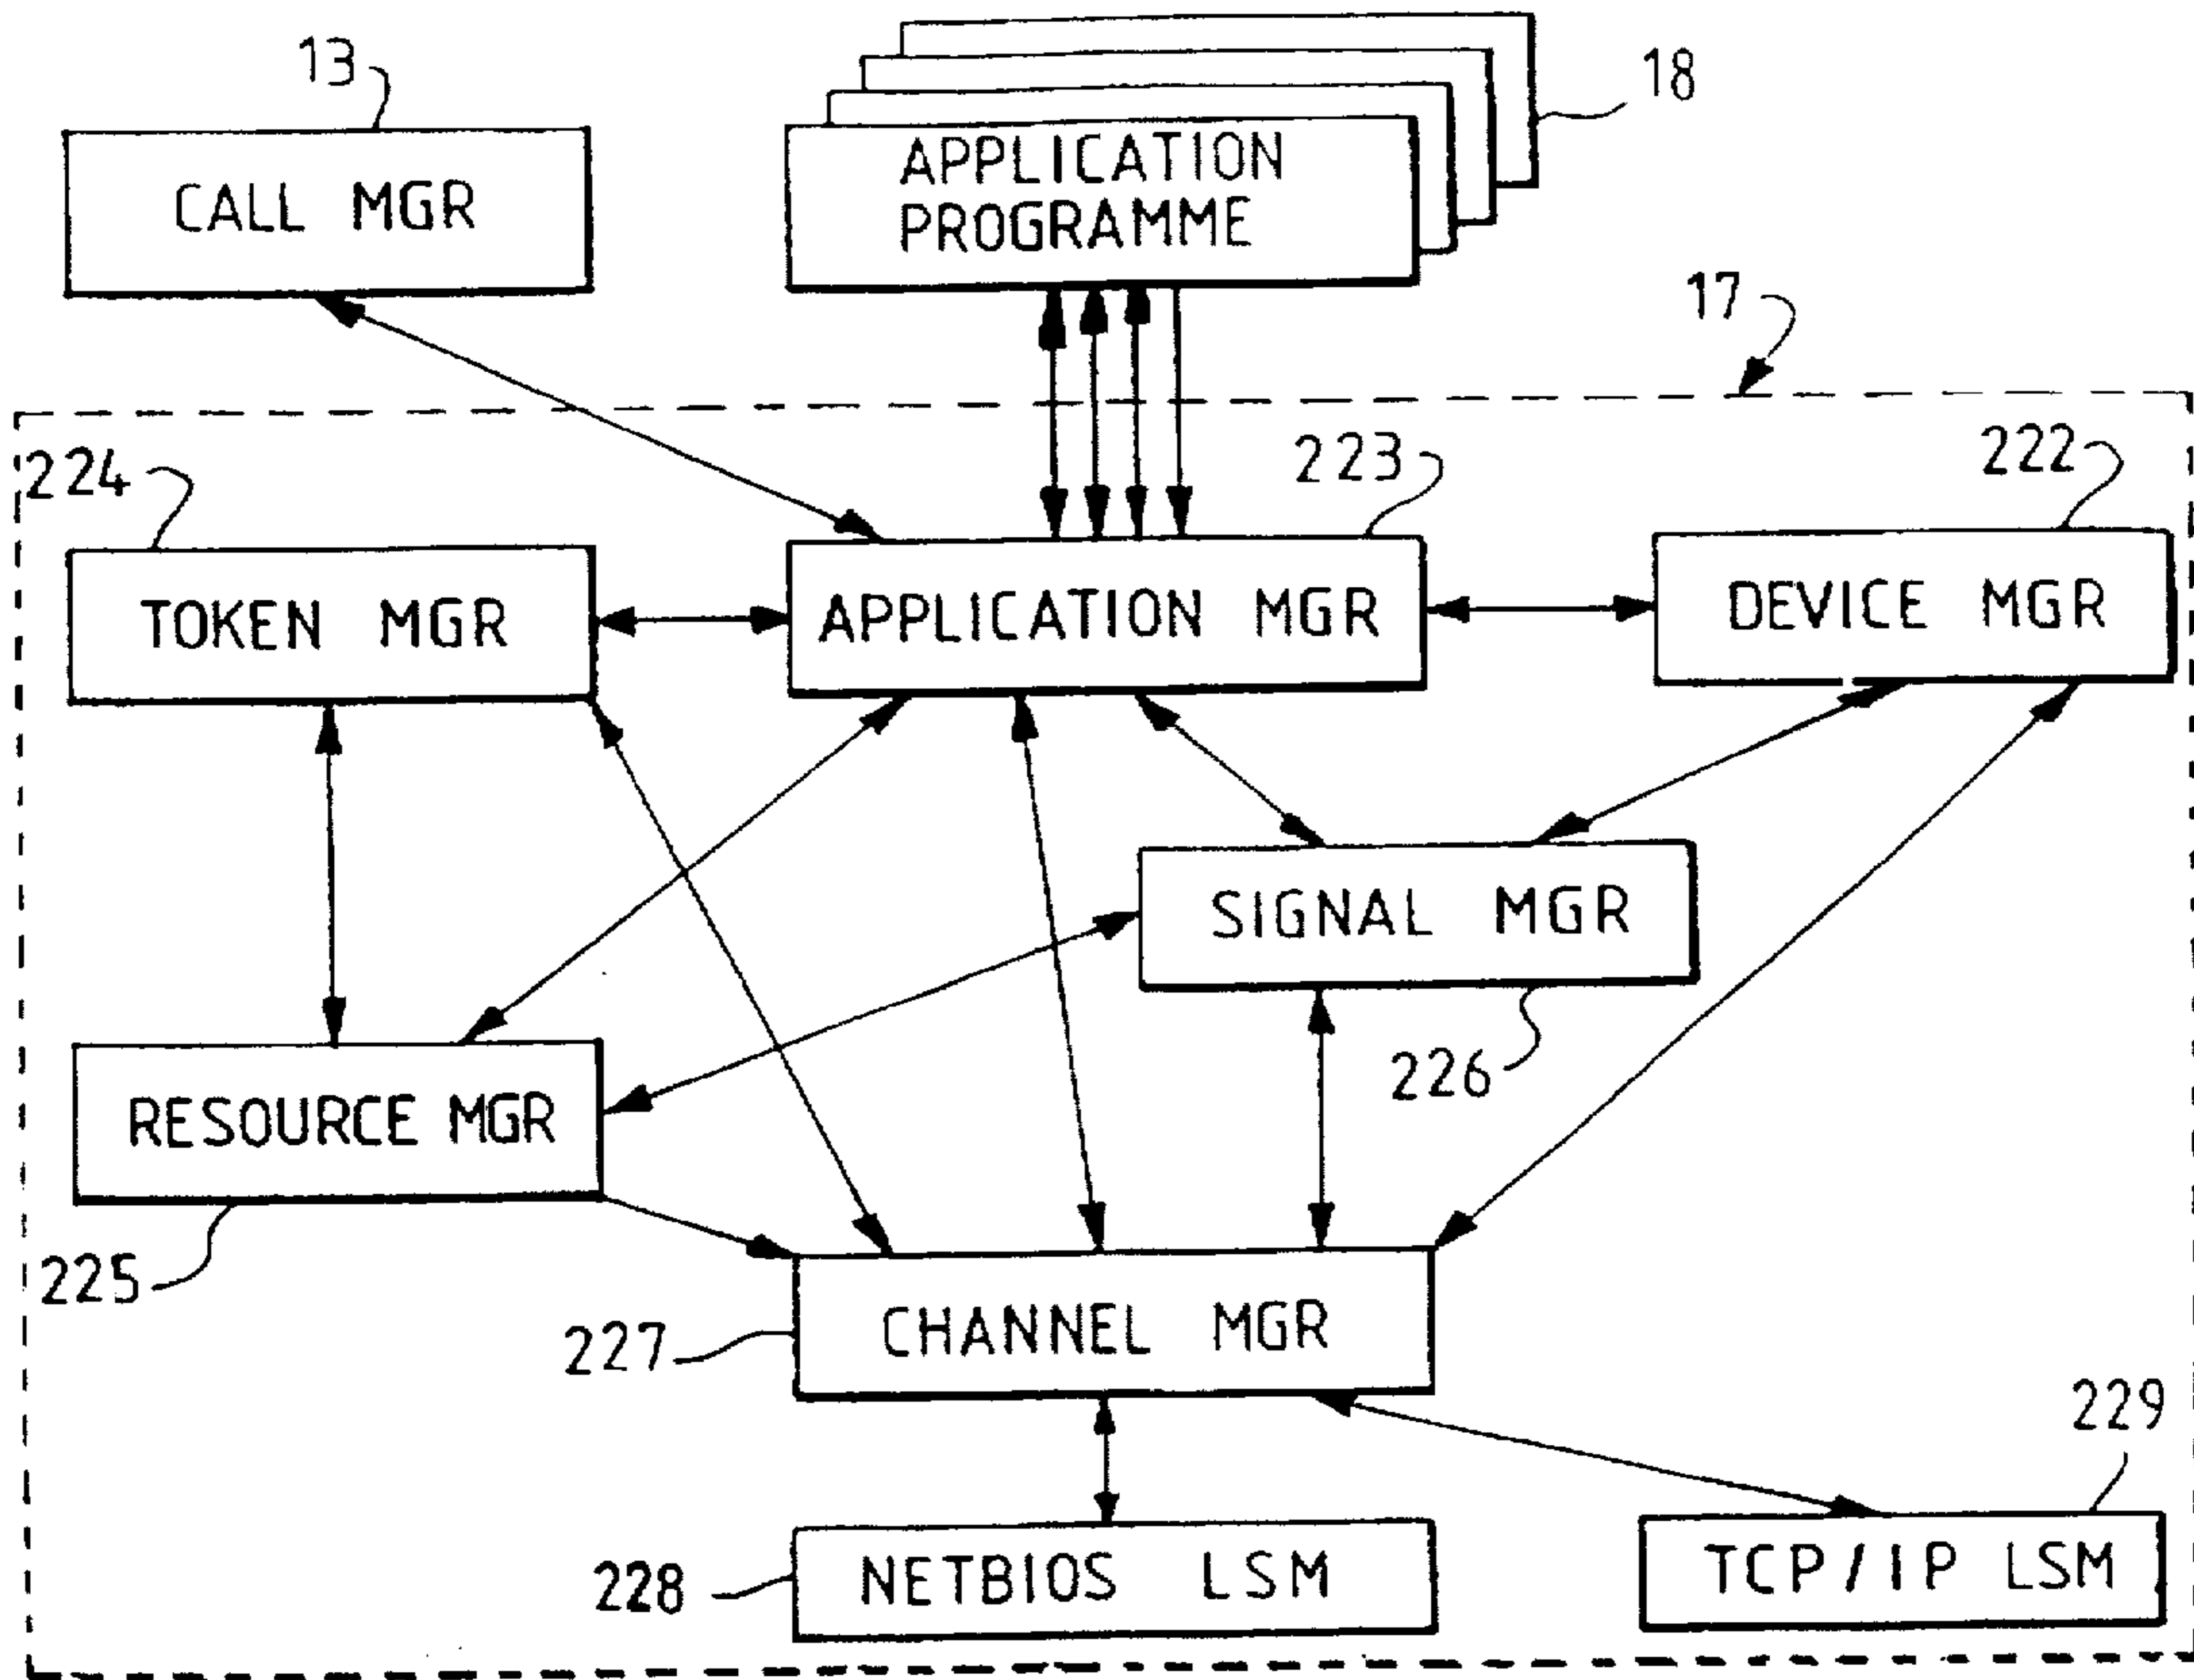 13
18
CALL MGR
APPLICATION
PROGRAMME
17
224
223
222
TOKEN MGR
APPLICATION MGR
DEVICE MGR
SIGNAL MGR
226
RESOURCE MGR
225
227
CHANNEL MGR
229
228
NETBIOS LSM
TCP/IP LSM